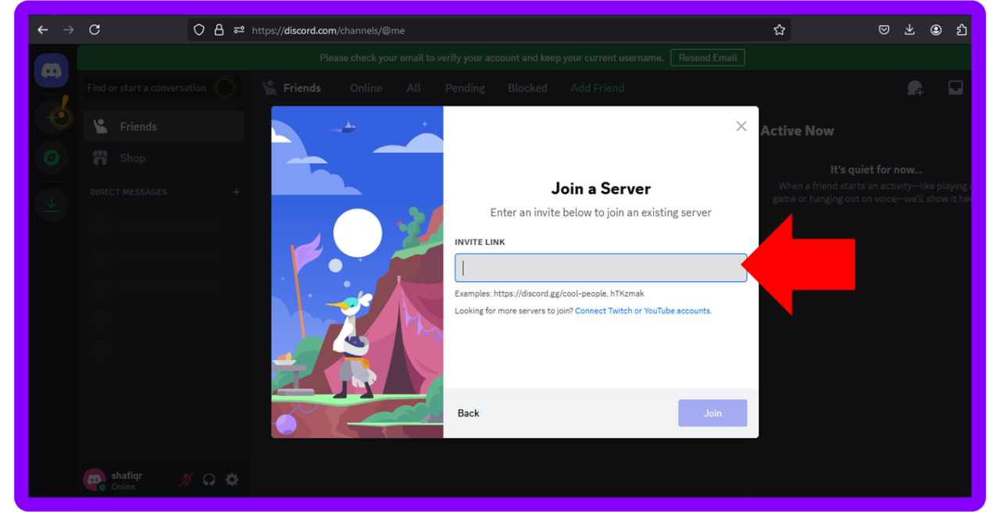 https://discord.com/channels/@me
Please check your email to verify your account and keep your current username. Resend Email
Find or start a conversation
Friends Online All Pending Blocked Add Friend
Friends
Shop
DIRECT MESSAGES +
Active Now
It's quiet for now...
When a friend starts an activity—like playing a
game or hanging out on voice—we'll show it he
Join a Server
Enter an invite below to join an existing server
INVITE LINK
Examples: https://discord.gg/cool-people, hTKzmak
Looking for more servers to join? Connect Twitch or YouTube accounts.
Back
Join
shafiqr
Online